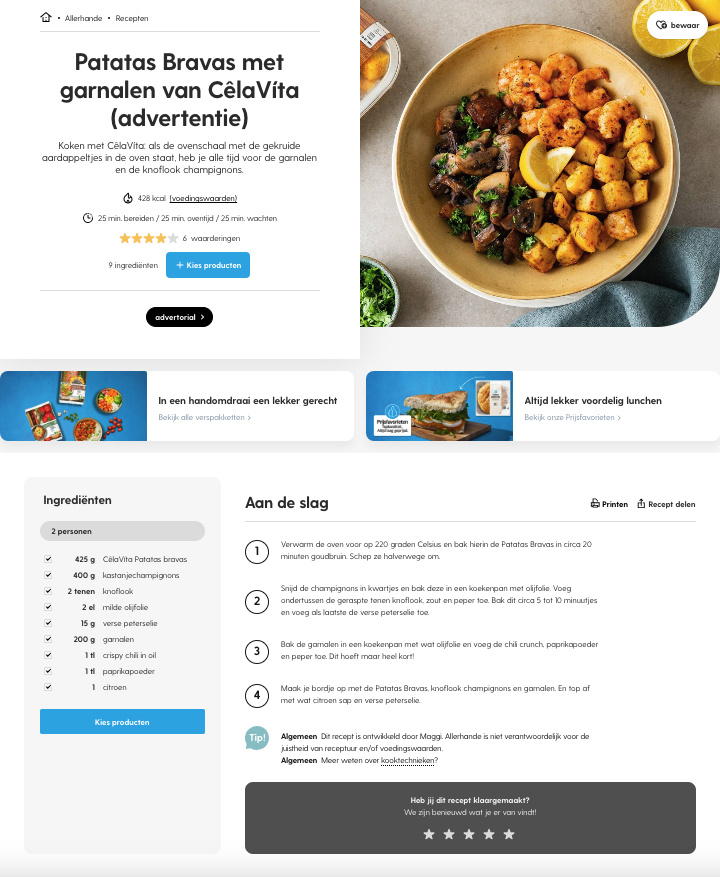 Allerhande • Recepten
bewaar
Patatas Bravas met
garnalen van CêlaVíta
(advertentie)
Koken met CêlaVíta: als de ovenschaal met de gekruide
aardappeltjes in de oven staat, heb je alle tijd voor de garnalen
en de knoflook champignons.
428 kcal (voedingswaarden)
25 min. bereiden / 25 min. oventijd / 25 min. wachten
6 waarderingen
9 ingrediënten
+ Kies producten
advertorial >
In een handomdraai een lekker gerecht
Bekijk alle verspakketten >
Prijsfavorieten
Altijd lekker voordelig lunchen
Bekijk onze Prijsfavorieten >
Ingrediënten
2 personen
425 g CêlaVíta Patatas bravas
400 g kastanjechampignons
2 tenen knoflook
2 el milde olijfolie
15 g verse peterselie
200 g garnalen
1 tl crispy chili in oil
1 tl paprikapoeder
1 citroen
Kies producten
Aan de slag
Printen
Recept delen
1 Verwarm de oven voor op 220 graden Celsius en bak hierin de Patatas Bravas in circa 20
minuten goudbruin. Schep ze halverwege om.
2 Snijd de champignons in kwartjes en bak deze in een koekenpan met olijfolie. Voeg
ondertussen de geraspte tenen knoflook, zout en peper toe. Bak dit circa 5 tot 10 minuutjes
en voeg als laatste de verse peterselie toe.
3 Bak de garnalen in een koekenpan met wat olijfolie en voeg de chili crunch, paprikapoeder
en peper toe. Dit hoeft maar heel kort!
4 Maak je bordje op met de Patatas Bravas, knoflook champignons en garnalen. En top af
met wat citroen sap en verse peterselie.
Tip!
Algemeen Dit recept is ontwikkeld door Maggi. Allerhande is niet verantwoordelijk voor de
juistheid van receptuur en/of voedingswaarden.
Algemeen Meer weten over kooktechnieken?
Heb jij dit recept klaargemaakt?
We zijn benieuwd wat je er van vindt!